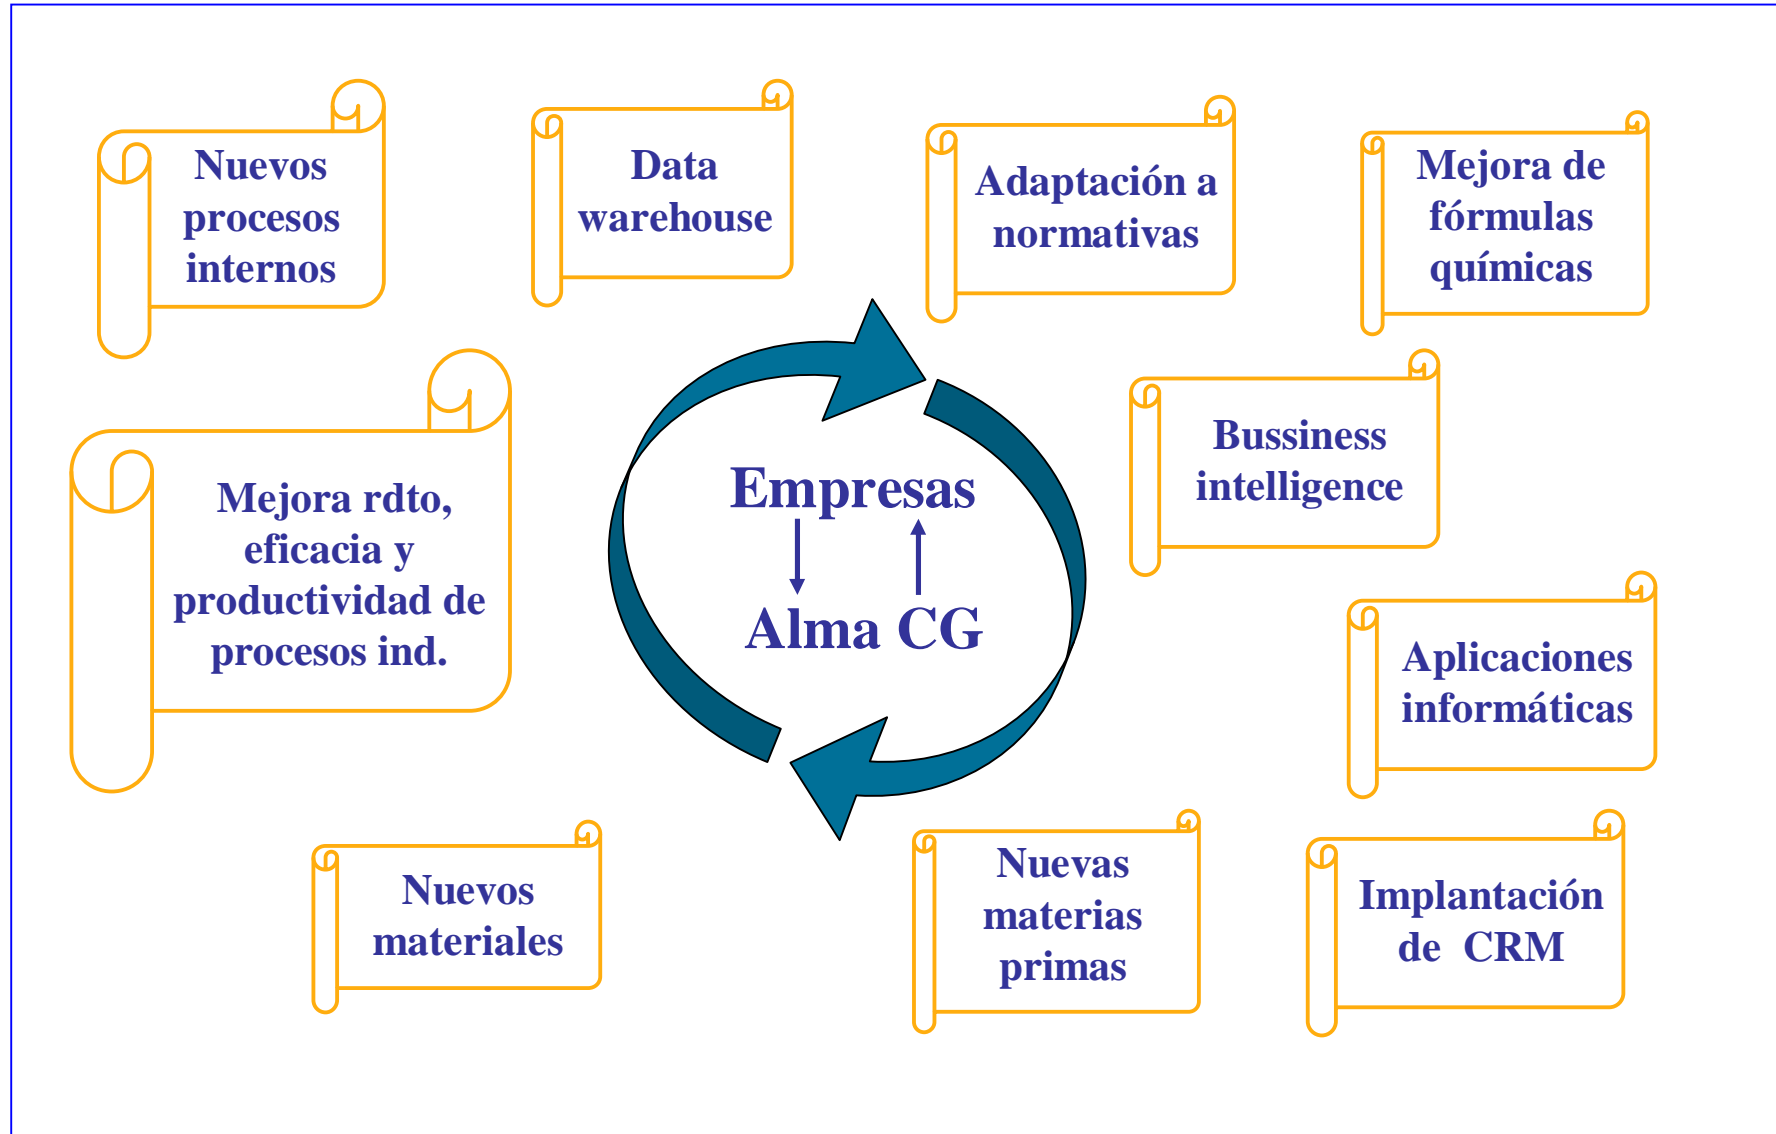 Nuevos
procesos
internos
Data
warehouse
Adaptación a
normativas
Mejora de
fórmulas
químicas
Mejora rdto,
eficacia y
productividad de
procesos ind.
Empresas
Alma CG
Bussiness
intelligence
Aplicaciones
informáticas
Nuevos
materiales
Nuevas
materias
primas
Implantación
de CRM